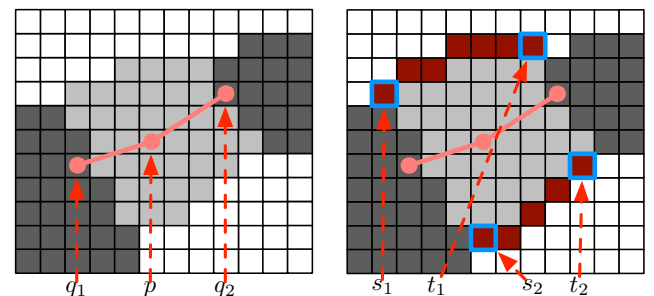 q₁ p q₂ s₁ t₁ s₂ t₂